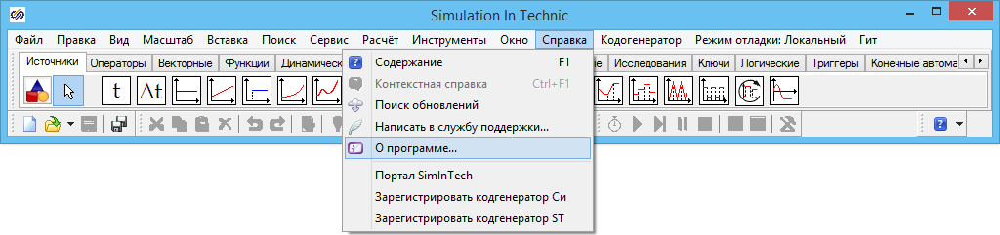 Simulation In Technic
Файл Правка Вид Масштаб Вставка Поиск Сервис Расчёт Инструменты Окно Справка Кодогенератор Режим отладки: Локальный Гит
Источники Операторы Векторные Функции Динамическ Исследования Ключи Логические Триггеры Конечные автома
t Δt
Содержание F1
Контекстная справка Ctrl+F1
Поиск обновлений
Написать в службу поддержки...
О программе...
Портал SimInTech
Зарегистрировать кодгенератор Си
Зарегистрировать кодгенератор ST